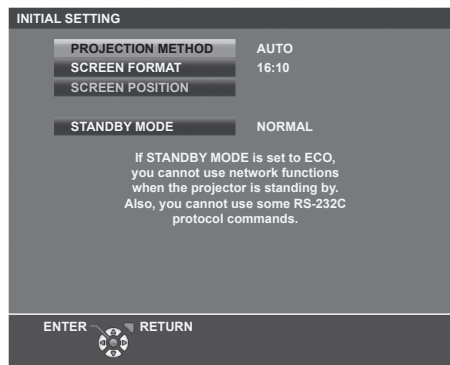 INITIAL SETTING
PROJECTION METHOD AUTO
SCREEN FORMAT 16:10
SCREEN POSITION
STANDBY MODE NORMAL
If STANDBY MODE is set to ECO,
you cannot use network functions
when the projector is standing by.
Also, you cannot use some RS-232C
protocol commands.
ENTER RETURN